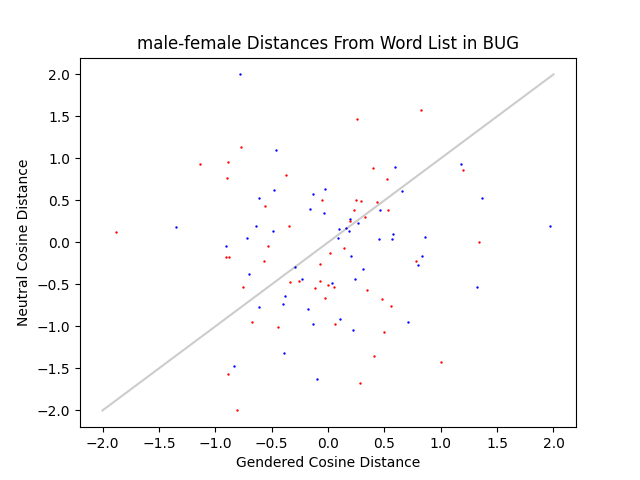 male-female Distances From Word List in BUG
Neutral Cosine Distance
2.0
1.5
1.0
0.5
0.0
−0.5
−1.0
−1.5
−2.0
−2.0 −1.5 −1.0 −0.5 0.0 0.5 1.0 1.5 2.0
Gendered Cosine Distance